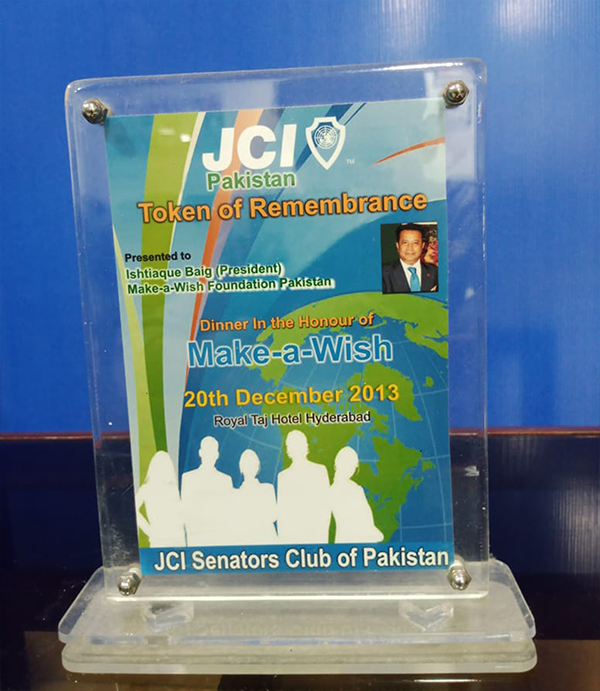 JCI
TM
Pakistan
Token of Remembrance
Presented to
Ishtiaque Baig (President)
Make-a-Wish Foundation Pakistan
Dinner In the Honour of
Make-a-Wish
20th December 2013
Royal Taj Hotel Hyderabad
JCI Senators Club of Pakistan